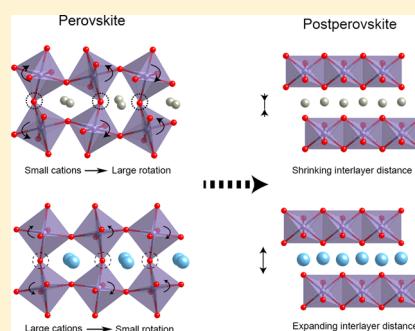 Perovskite
Postperovskite
Small cations → Large rotation
Shrinking interlayer distance
Large cations → Small rotation
Expanding interlayer distance